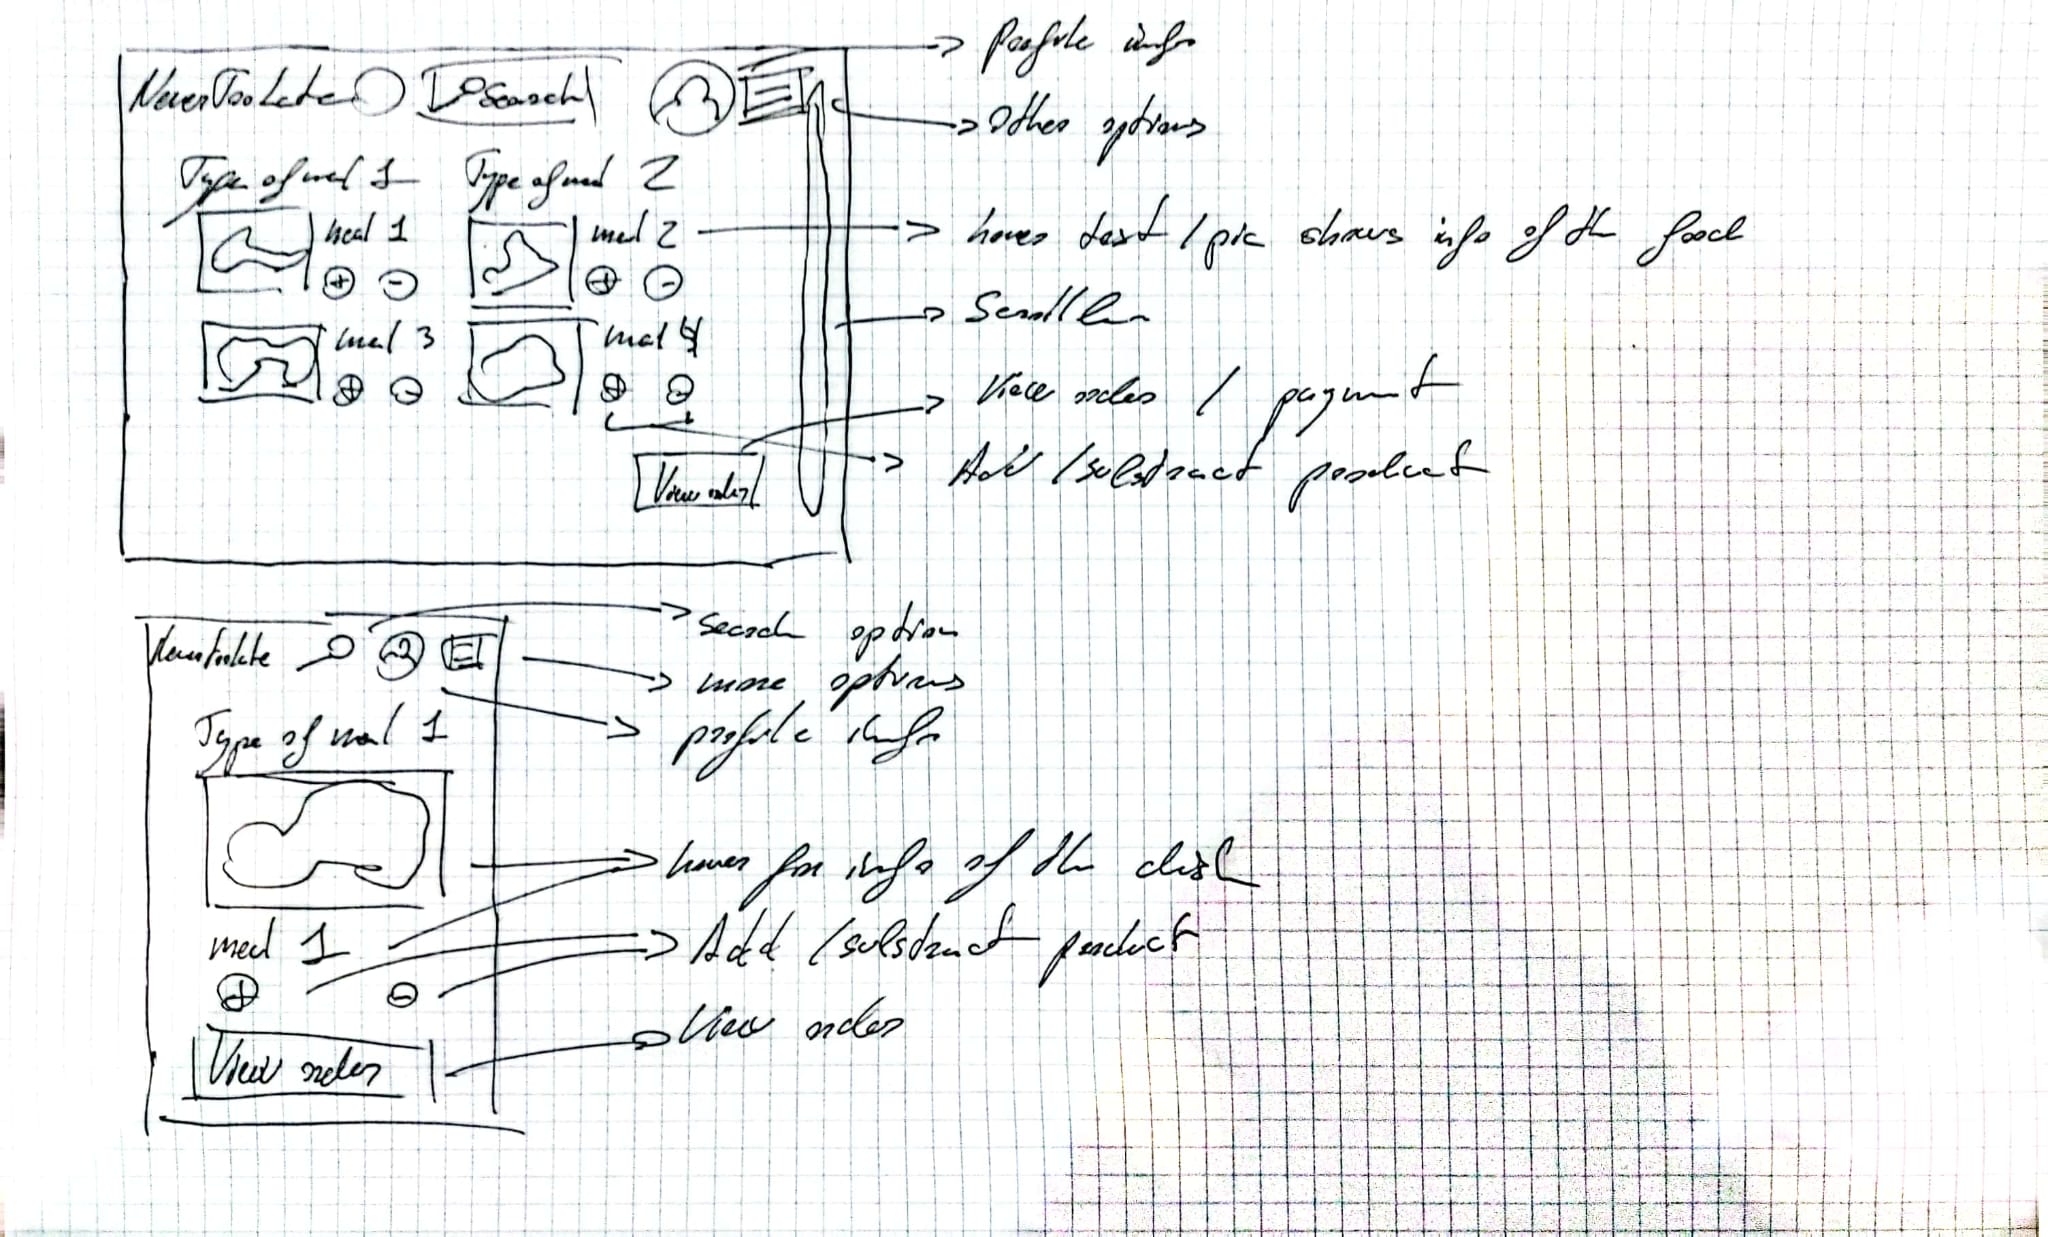 Profile info
NeverTooLate Search
Other options
Type of meal 1 Type of meal 2
meal 1 meal 2
hover text / pic shows info of the food
+ - + -
Scroll bar
meal 3 meal 4
+ - + -
View order / payment
Add / substract product
View order
Search option
NeverToolate
more options
profile info
Type of meal 1
hover for info of the dish
meal 1
Add / substract product
+ -
View order
View order